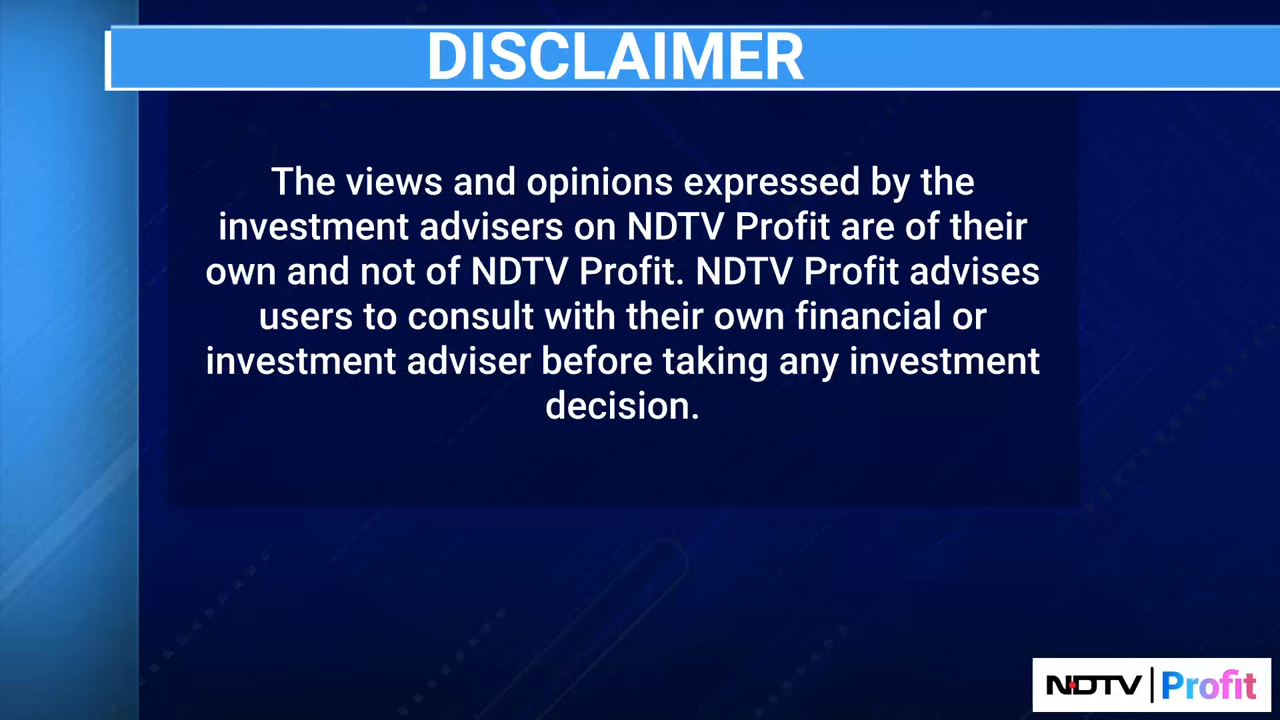 DISCLAIMER
The views and opinions expressed by the
investment advisers on NDTV Profit are of their
own and not of NDTV Profit. NDTV Profit advises
users to consult with their own financial or
investment adviser before taking any investment
decision.
NDTV Profit